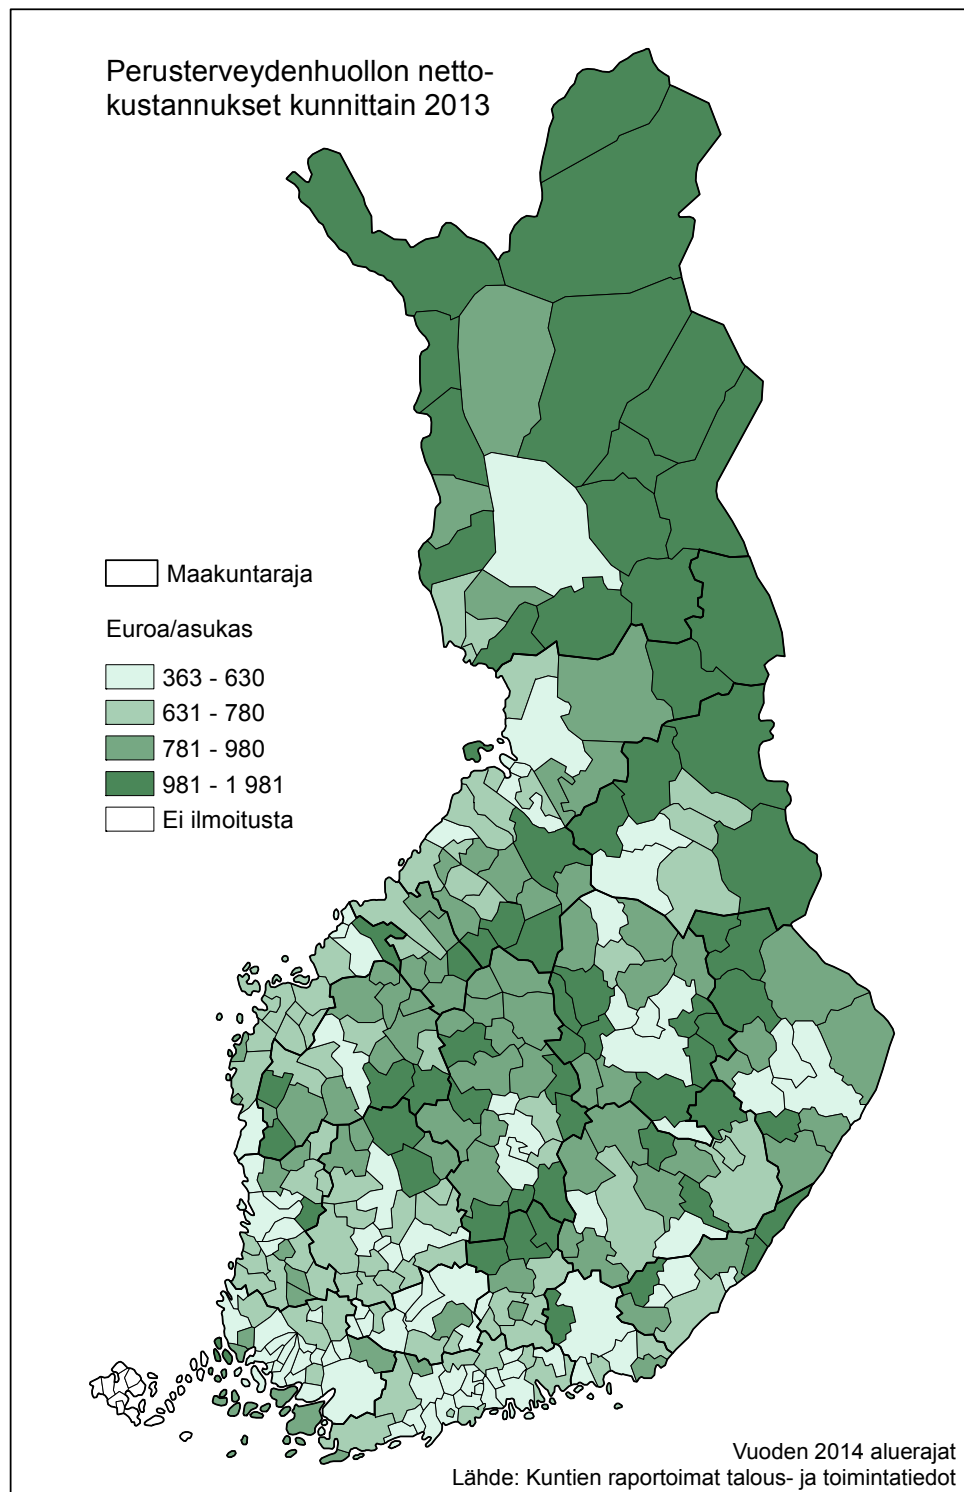 Perusterveydenhuollon netto-
kustannukset kunnittain 2013
Maakuntaraja
Euroa/asukas
363 - 630
631 - 780
781 - 980
981 - 1 981
Ei ilmoitusta
Vuoden 2014 aluerajat
Lähde: Kuntien raportoimat talous- ja toimintatiedot